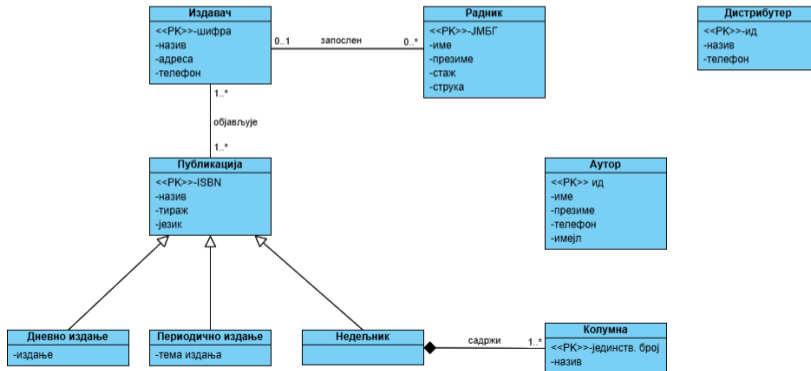 Издавач
<<PK>>-шифра
-назив
-адреса
-телефон
0..1
запослен
0..*
Радник
<<PK>>-ЈМБГ
-име
-презиме
-стаж
-струка
Дистрибутер
<<PK>>-ид
-назив
-телефон
1..*
објављује
1..*
Публикација
<<PK>>-ISBN
-назив
-тираж
-језик
Аутор
<<PK>> ид
-име
-презиме
-телефон
-имејл
Дневно издање
-издање
Периодично издање
-тема издања
Недељник
садржи
1..*
Колумна
<<PK>>-јединств. број
-назив